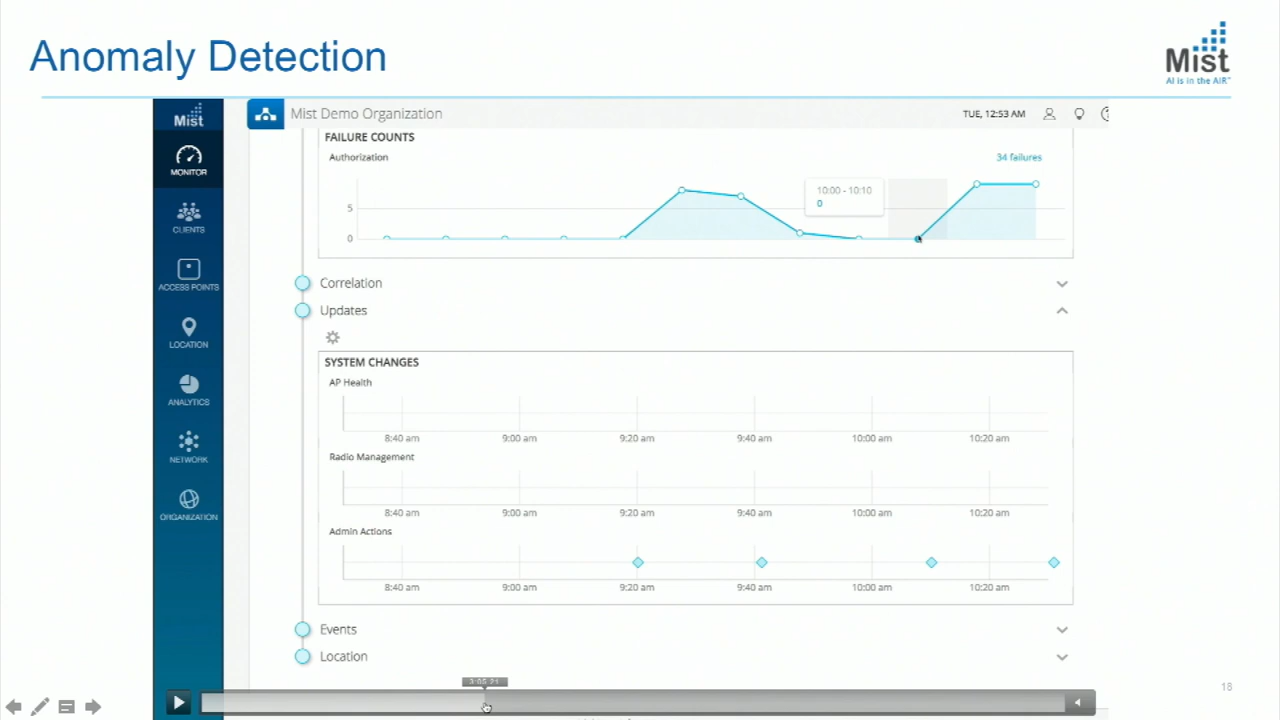 Anomaly Detection
Mist
AI is in the AIR™
Mist
Mist Demo Organization
TUE, 12:53 AM
MONITOR
CLIENTS
ACCESS POINTS
LOCATION
ANALYTICS
NETWORK
ORGANIZATION
FAILURE COUNTS
Authorization
34 failures
10:00 - 10:10
0
5
0
Correlation
Updates
SYSTEM CHANGES
AP Health
8:40 am 9:00 am 9:20 am 9:40 am 10:00 am 10:20 am
Radio Management
8:40 am 9:00 am 9:20 am 9:40 am 10:00 am 10:20 am
Admin Actions
8:40 am 9:00 am 9:20 am 9:40 am 10:00 am 10:20 am
Events
Location
18